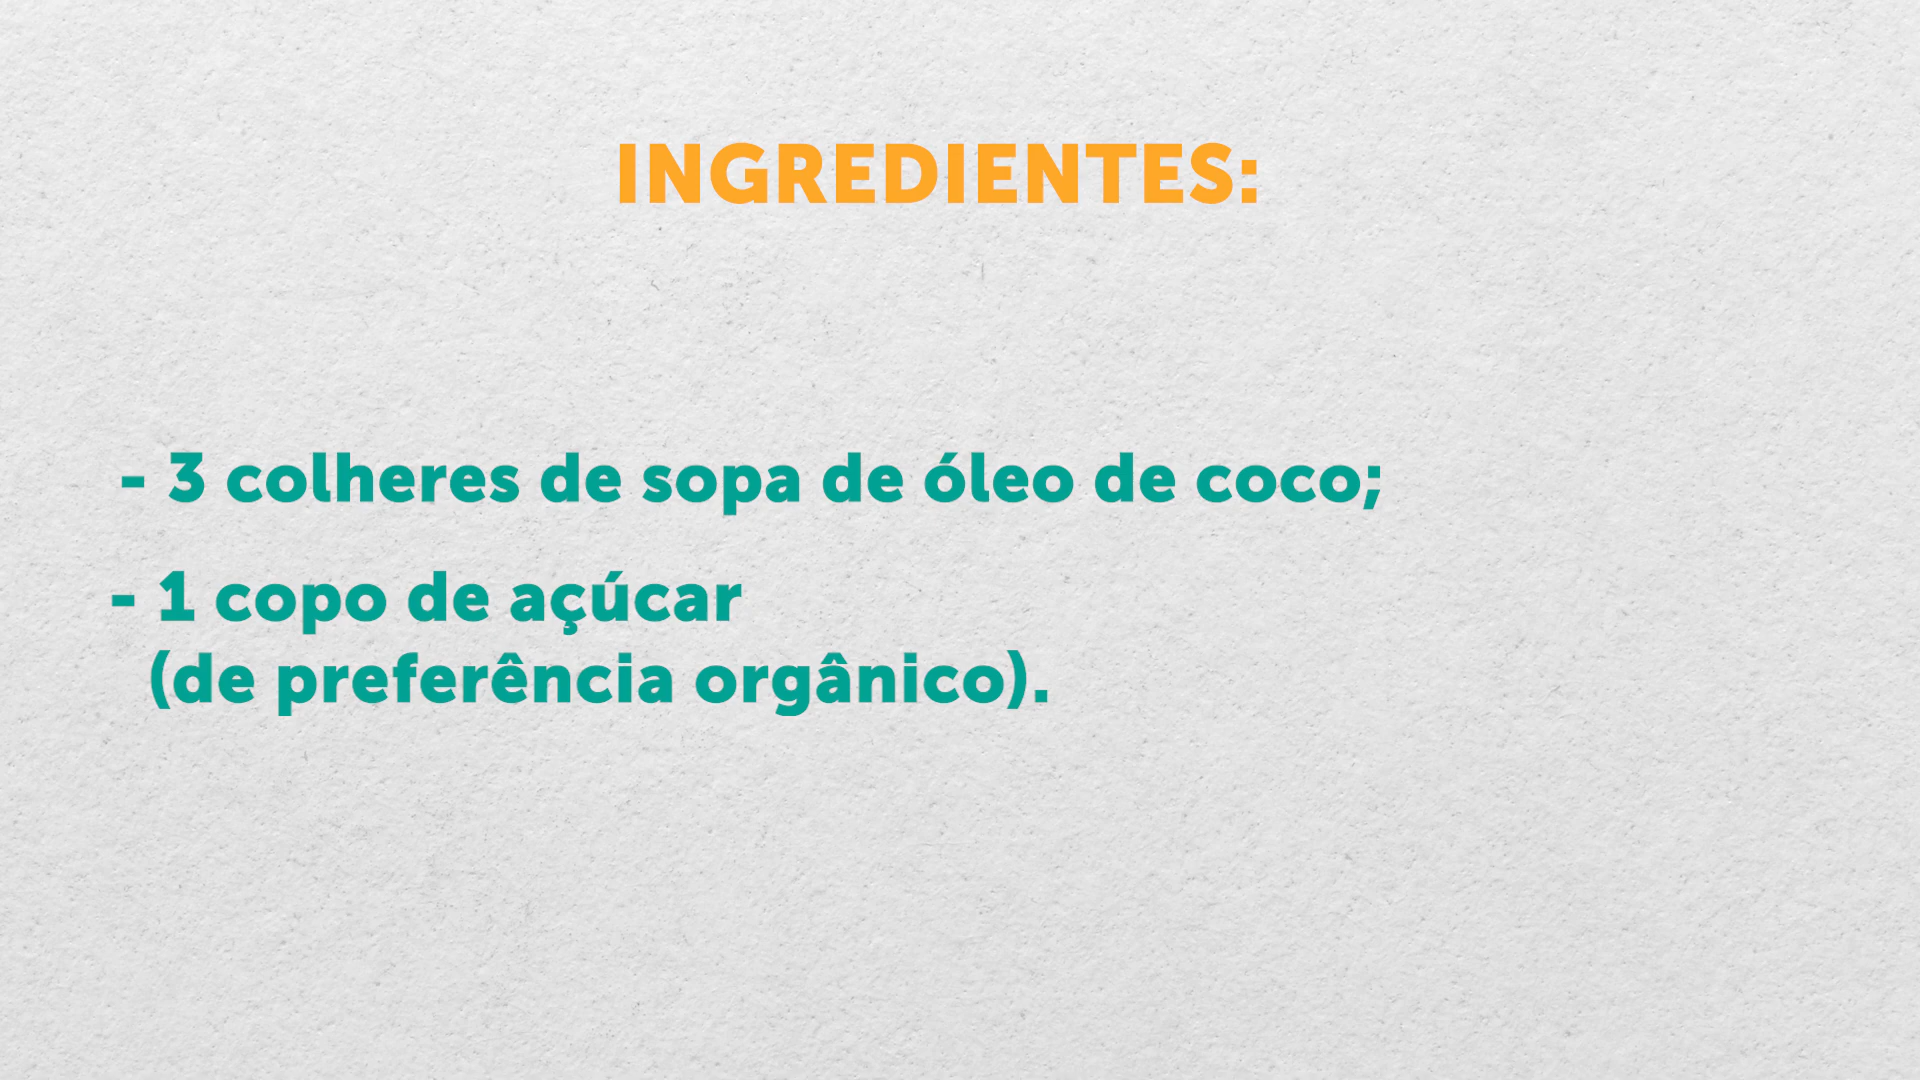 INGREDIENTES:
- 3 colheres de sopa de óleo de coco;
- 1 copo de açúcar
(de preferência orgânico).